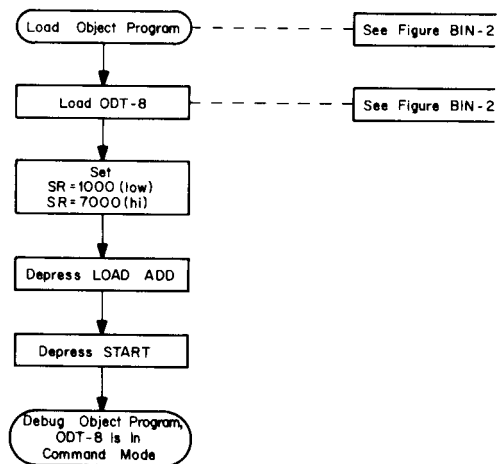 Load Object Program
See Figure BIN-2
Load ODT-8
See Figure BIN-2
Set
SR=1000 (low)
SR=7000 (hi)
Depress LOAD ADD
Depress START
Debug Object Program,
ODT-8 Is In
Command Mode